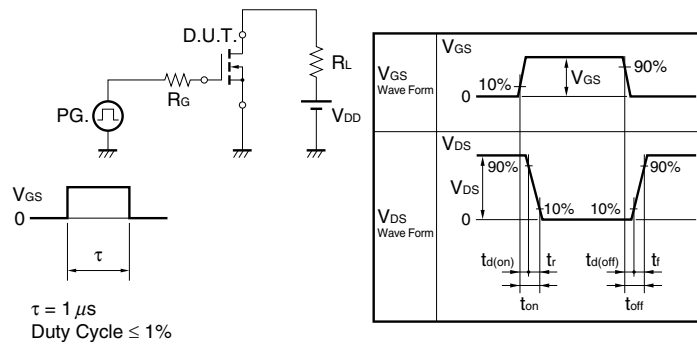 D.U.T.
RG
RL
PG.
VDD
VGS
0
τ
τ = 1 μs
Duty Cycle ≤ 1%
VGS
Wave Form
VGS
10%
VGS
90%
0
VDS
Wave Form
VDS
90%
VDS
90%
10%
10%
0
td(on)
tr
td(off)
tf
ton
toff